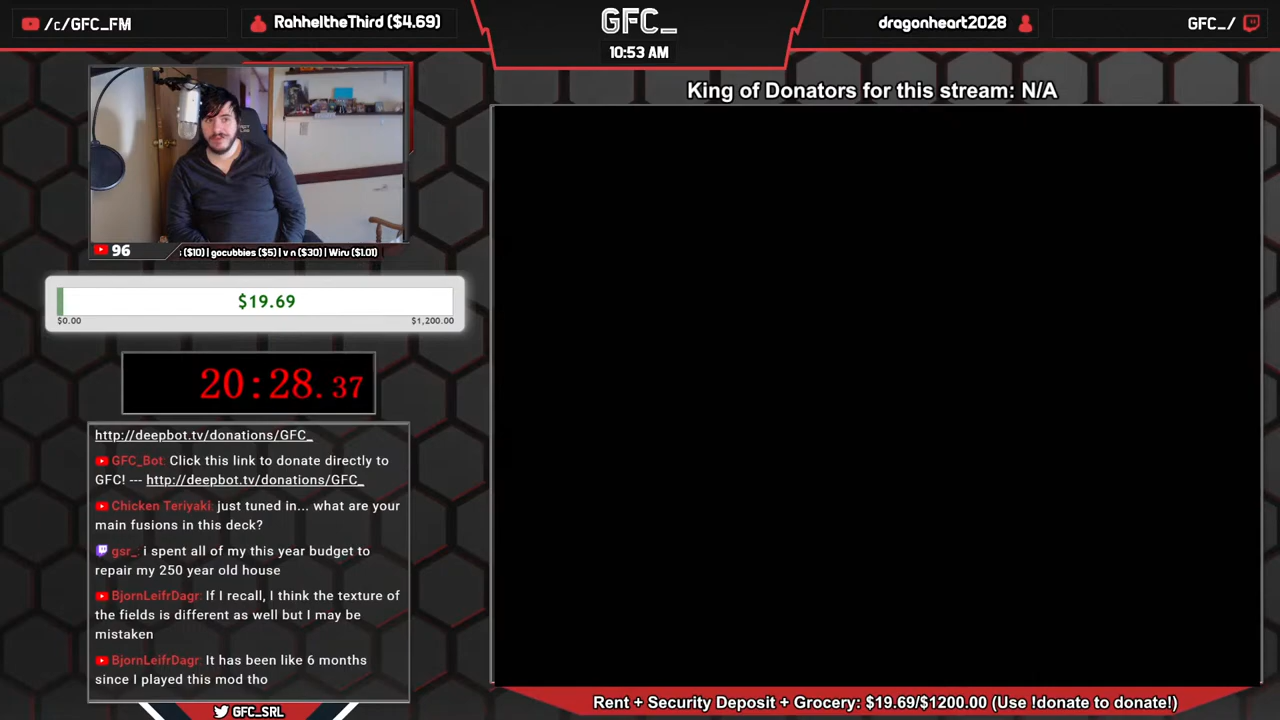 /c/GFC_FM
RahheltheThird ($4.69)
GFC_
10:53 AM
dragonheart2028
GFC_/
King of Donators for this stream: N/A
96
($10) | gocubbies ($5) | v n ($30) | Wiru ($1.01)
$19.69
$0.00
$1,200.00
20:28.37
http://deepbot.tv/donations/GFC_
GFC_Bot: Click this link to donate directly to
GFC! --- http://deepbot.tv/donations/GFC_
Chicken Teriyaki: just tuned in... what are your
main fusions in this deck?
gsr_: i spent all of my this year budget to
repair my 250 year old house
BjornLeifrDagr: If I recall, I think the texture of
the fields is different as well but I may be
mistaken
BjornLeifrDagr: It has been like 6 months
since I played this mod tho
GFC_SRL
Rent + Security Deposit + Grocery: $19.69/$1200.00 (Use !donate to donate!)